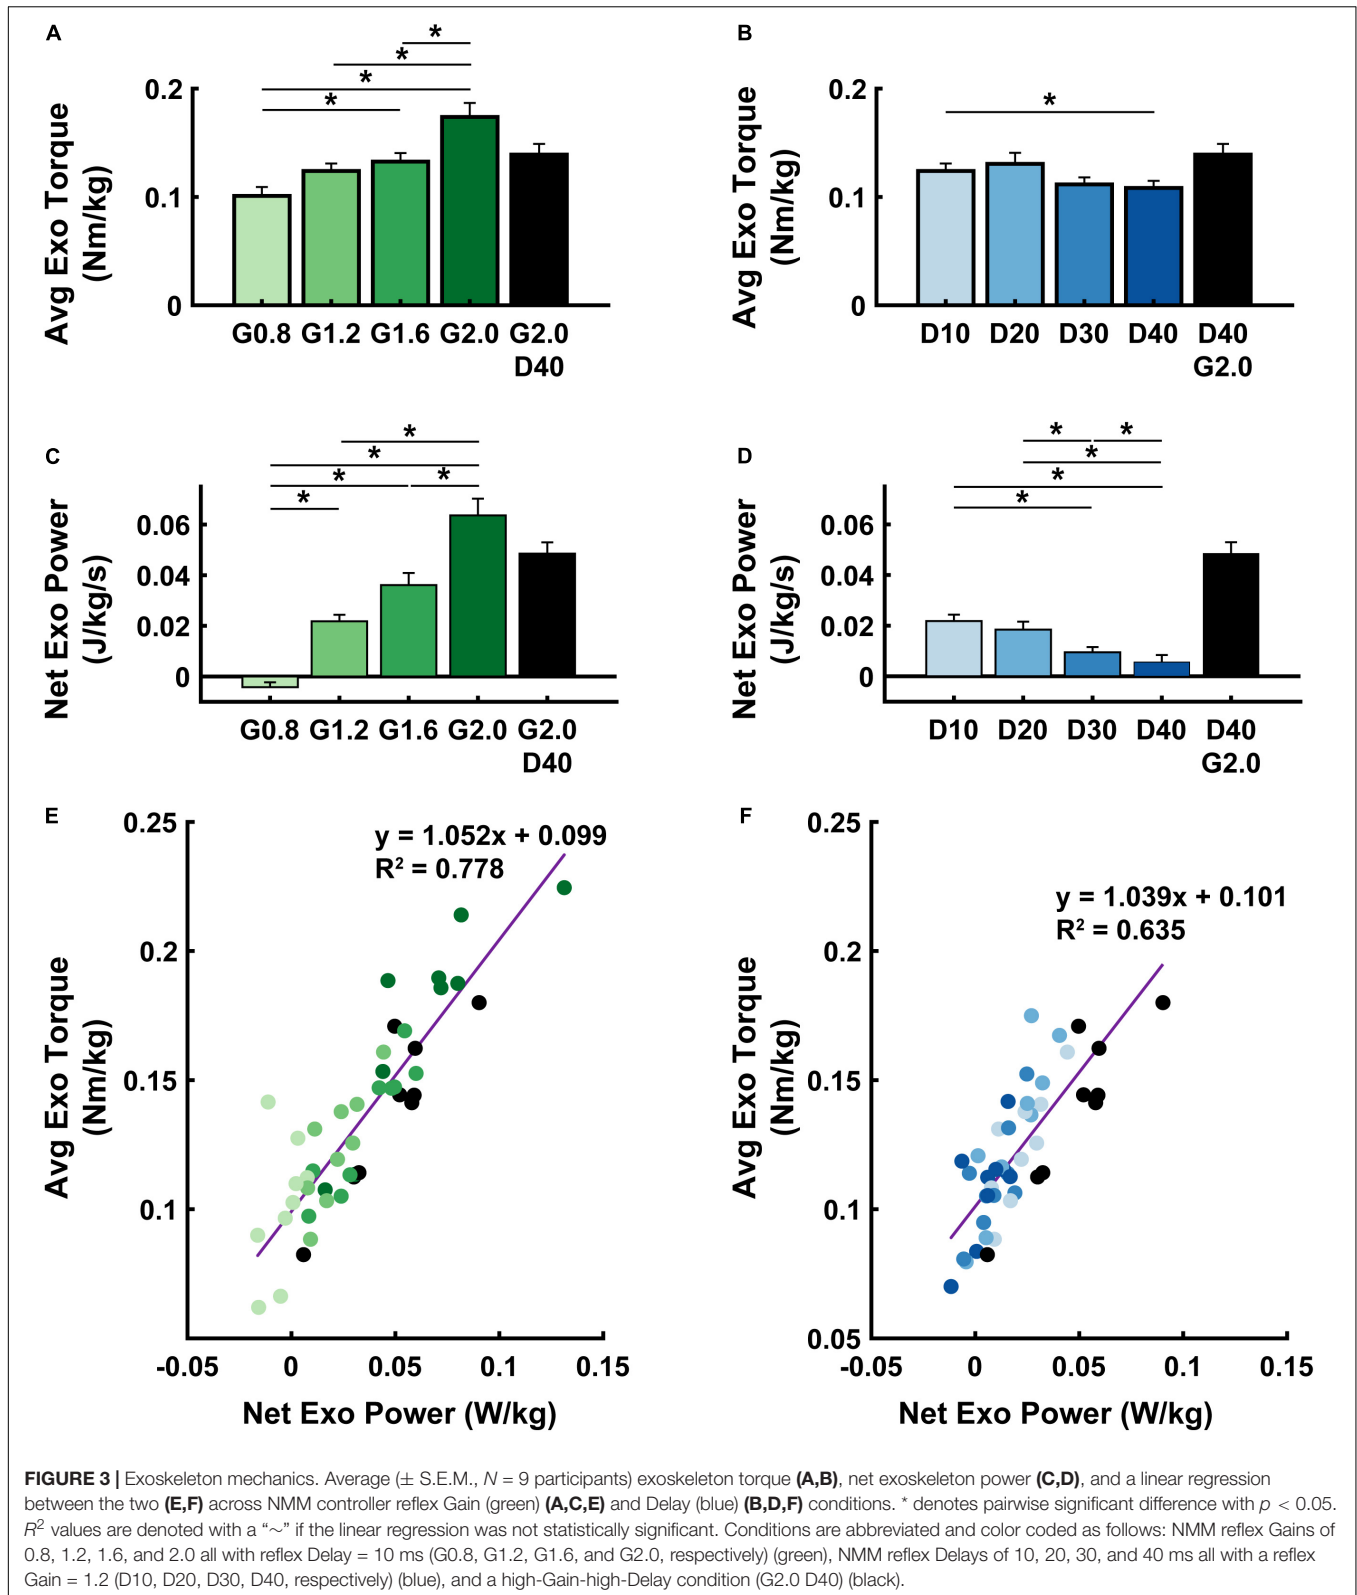 A
*
*
*
*
0.2
0.1
0
Avg Exo Torque
(Nm/kg)
G0.8 G1.2 G1.6 G2.0 G2.0
D40
B
*
0.2
0.1
0
Avg Exo Torque
(Nm/kg)
D10 D20 D30 D40 D40
G2.0
C
*
*
*
*
*
0.06
0.04
0.02
0
Net Exo Power
(J/kg/s)
G0.8 G1.2 G1.6 G2.0 G2.0
D40
D
*
*
*
*
*
0.06
0.04
0.02
0
Net Exo Power
(J/kg/s)
D10 D20 D30 D40 D40
G2.0
E
0.25
0.2
0.15
0.1
Avg Exo Torque
(Nm/kg)
y = 1.052x + 0.099
R² = 0.778
-0.05 0 0.05 0.1 0.15
Net Exo Power (W/kg)
F
0.25
0.2
0.15
0.1
0.05
Avg Exo Torque
(Nm/kg)
y = 1.039x + 0.101
R² = 0.635
-0.05 0 0.05 0.1 0.15
Net Exo Power (W/kg)
FIGURE 3 | Exoskeleton mechanics. Average (± S.E.M., N = 9 participants) exoskeleton torque (A,B), net exoskeleton power (C,D), and a linear regression
between the two (E,F) across NMM controller reflex Gain (green) (A,C,E) and Delay (blue) (B,D,F) conditions. * denotes pairwise significant difference with p < 0.05.
R² values are denoted with a “∼” if the linear regression was not statistically significant. Conditions are abbreviated and color coded as follows: NMM reflex Gains of
0.8, 1.2, 1.6, and 2.0 all with reflex Delay = 10 ms (G0.8, G1.2, G1.6, and G2.0, respectively) (green), NMM reflex Delays of 10, 20, 30, and 40 ms all with a reflex
Gain = 1.2 (D10, D20, D30, D40, respectively) (blue), and a high-Gain-high-Delay condition (G2.0 D40) (black).